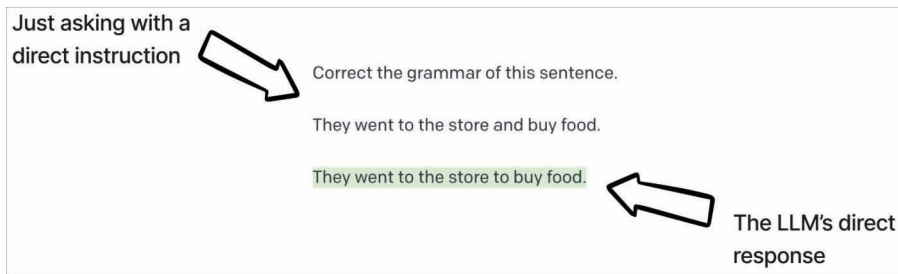 Just asking with a
direct instruction
Correct the grammar of this sentence.
They went to the store and buy food.
They went to the store to buy food.
The LLM's direct
response